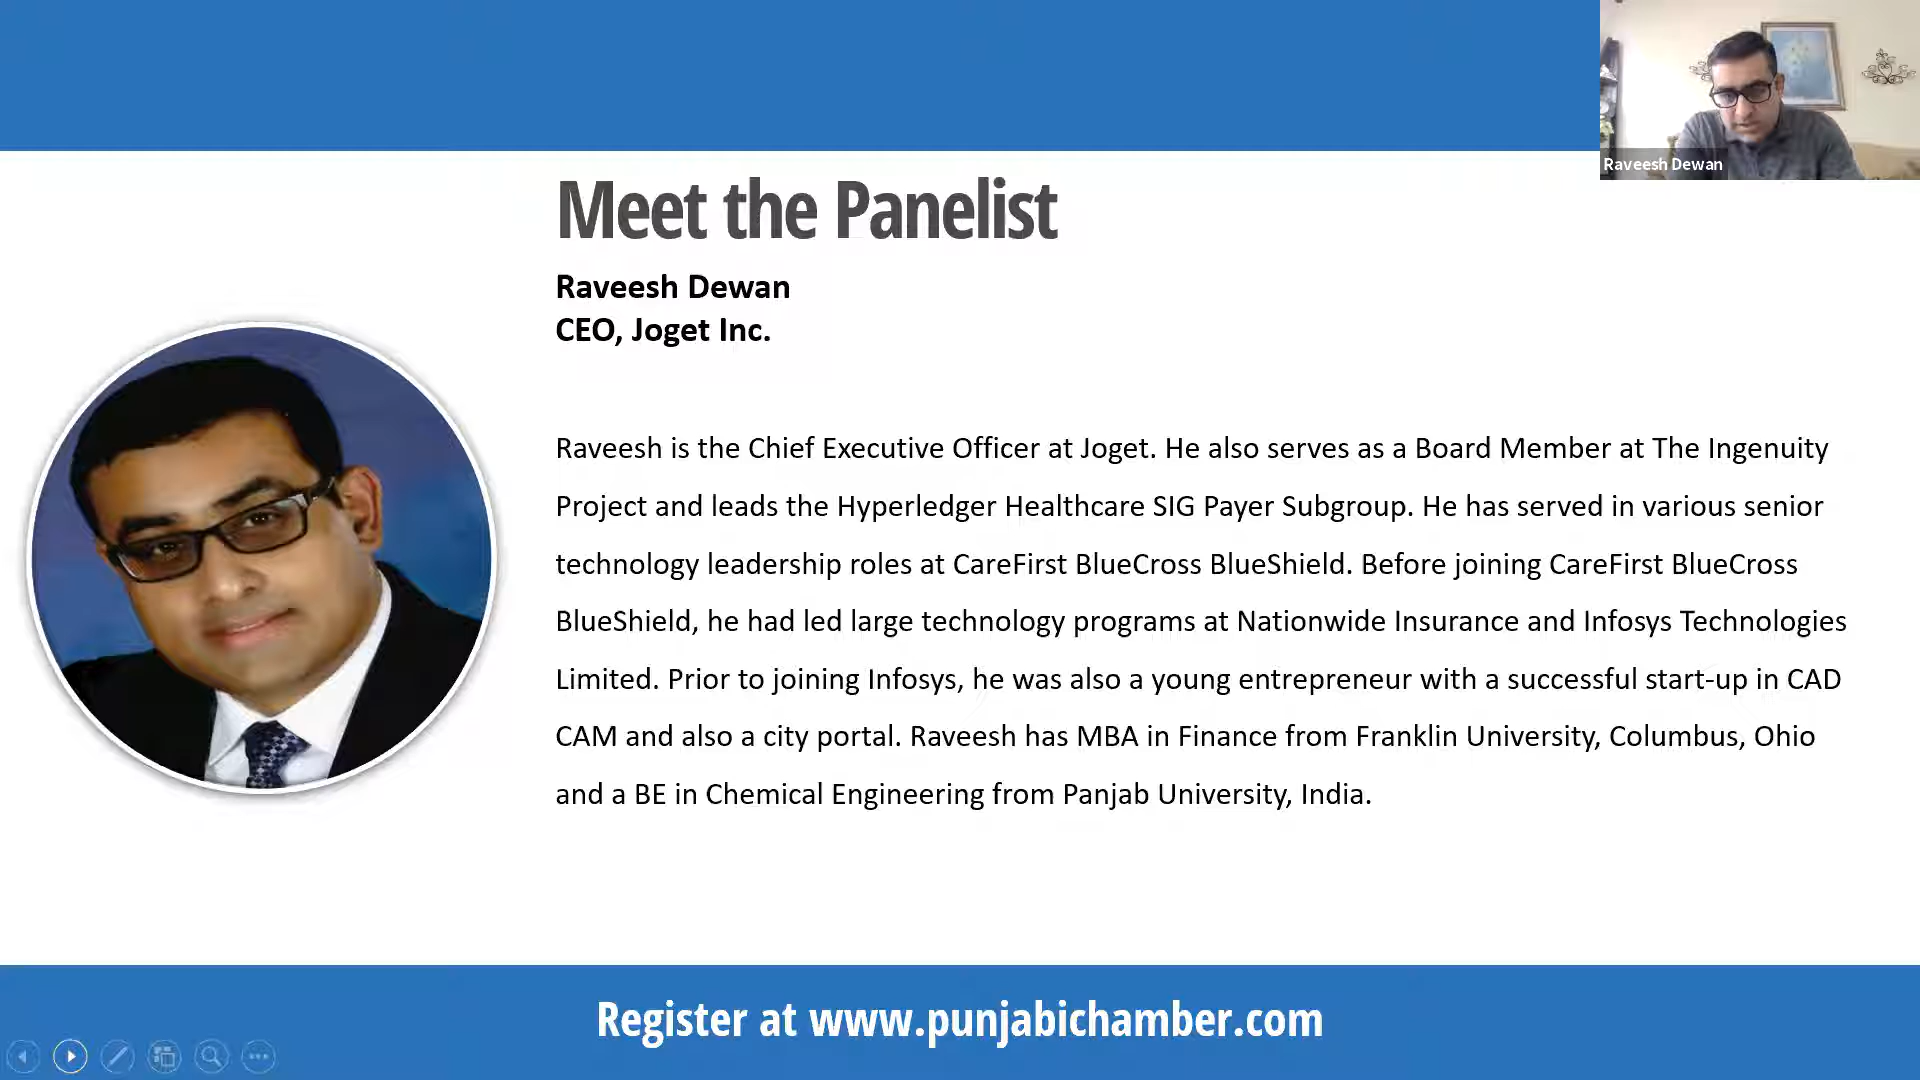 Raveesh Dewan
Meet the Panelist
Raveesh Dewan
CEO, Joget Inc.
Raveesh is the Chief Executive Officer at Joget. He also serves as a Board Member at The Ingenuity
Project and leads the Hyperledger Healthcare SIG Payer Subgroup. He has served in various senior
technology leadership roles at CareFirst BlueCross BlueShield. Before joining CareFirst BlueCross
BlueShield, he had led large technology programs at Nationwide Insurance and Infosys Technologies
Limited. Prior to joining Infosys, he was also a young entrepreneur with a successful start-up in CAD
CAM and also a city portal. Raveesh has MBA in Finance from Franklin University, Columbus, Ohio
and a BE in Chemical Engineering from Panjab University, India.
Register at www.punjabichamber.com